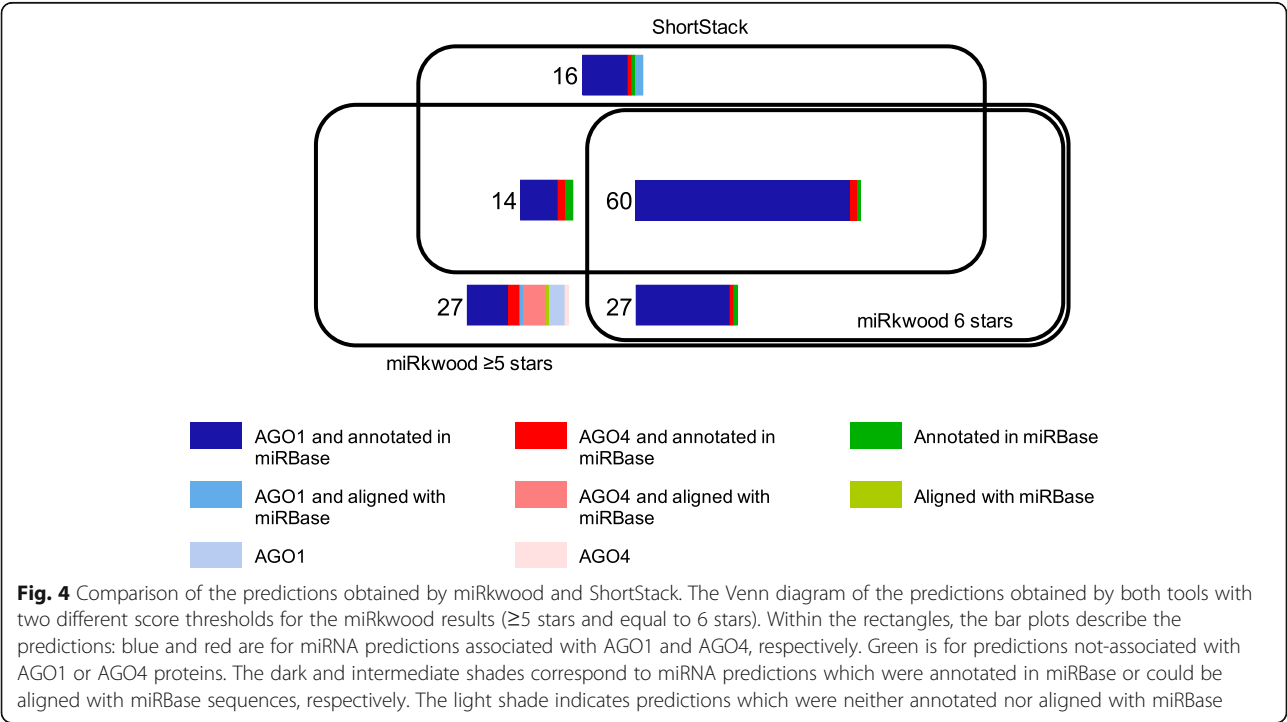 ShortStack
16
14
60
27
27
miRkwood 6 stars
miRkwood ≥5 stars
AGO1 and annotated in
miRBase
AGO4 and annotated in
miRBase
Annotated in miRBase
AGO1 and aligned with
miRBase
AGO4 and aligned with
miRBase
Aligned with miRBase
AGO1
AGO4
Fig. 4 Comparison of the predictions obtained by miRkwood and ShortStack. The Venn diagram of the predictions obtained by both tools with
two different score thresholds for the miRkwood results (≥5 stars and equal to 6 stars). Within the rectangles, the bar plots describe the
predictions: blue and red are for miRNA predictions associated with AGO1 and AGO4, respectively. Green is for predictions not-associated with
AGO1 or AGO4 proteins. The dark and intermediate shades correspond to miRNA predictions which were annotated in miRBase or could be
aligned with miRBase sequences, respectively. The light shade indicates predictions which were neither annotated nor aligned with miRBase